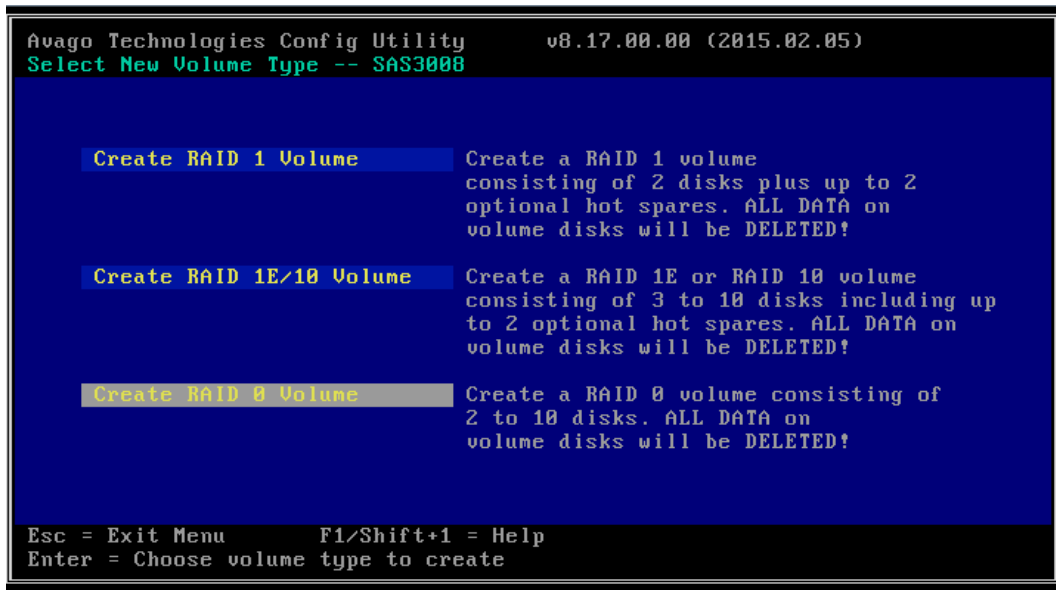 Avago Technologies Config Utility v8.17.00.00 (2015.02.05)
Select New Volume Type -- SAS3008
Create RAID 1 Volume Create a RAID 1 volume
consisting of 2 disks plus up to 2
optional hot spares. ALL DATA on
volume disks will be DELETED!
Create RAID 1E/10 Volume Create a RAID 1E or RAID 10 volume
consisting of 3 to 10 disks including up
to 2 optional hot spares. ALL DATA on
volume disks will be DELETED!
Create RAID 0 Volume Create a RAID 0 volume consisting of
2 to 10 disks. ALL DATA on
volume disks will be DELETED!
Esc = Exit Menu F1/Shift+1 = Help
Enter = Choose volume type to create